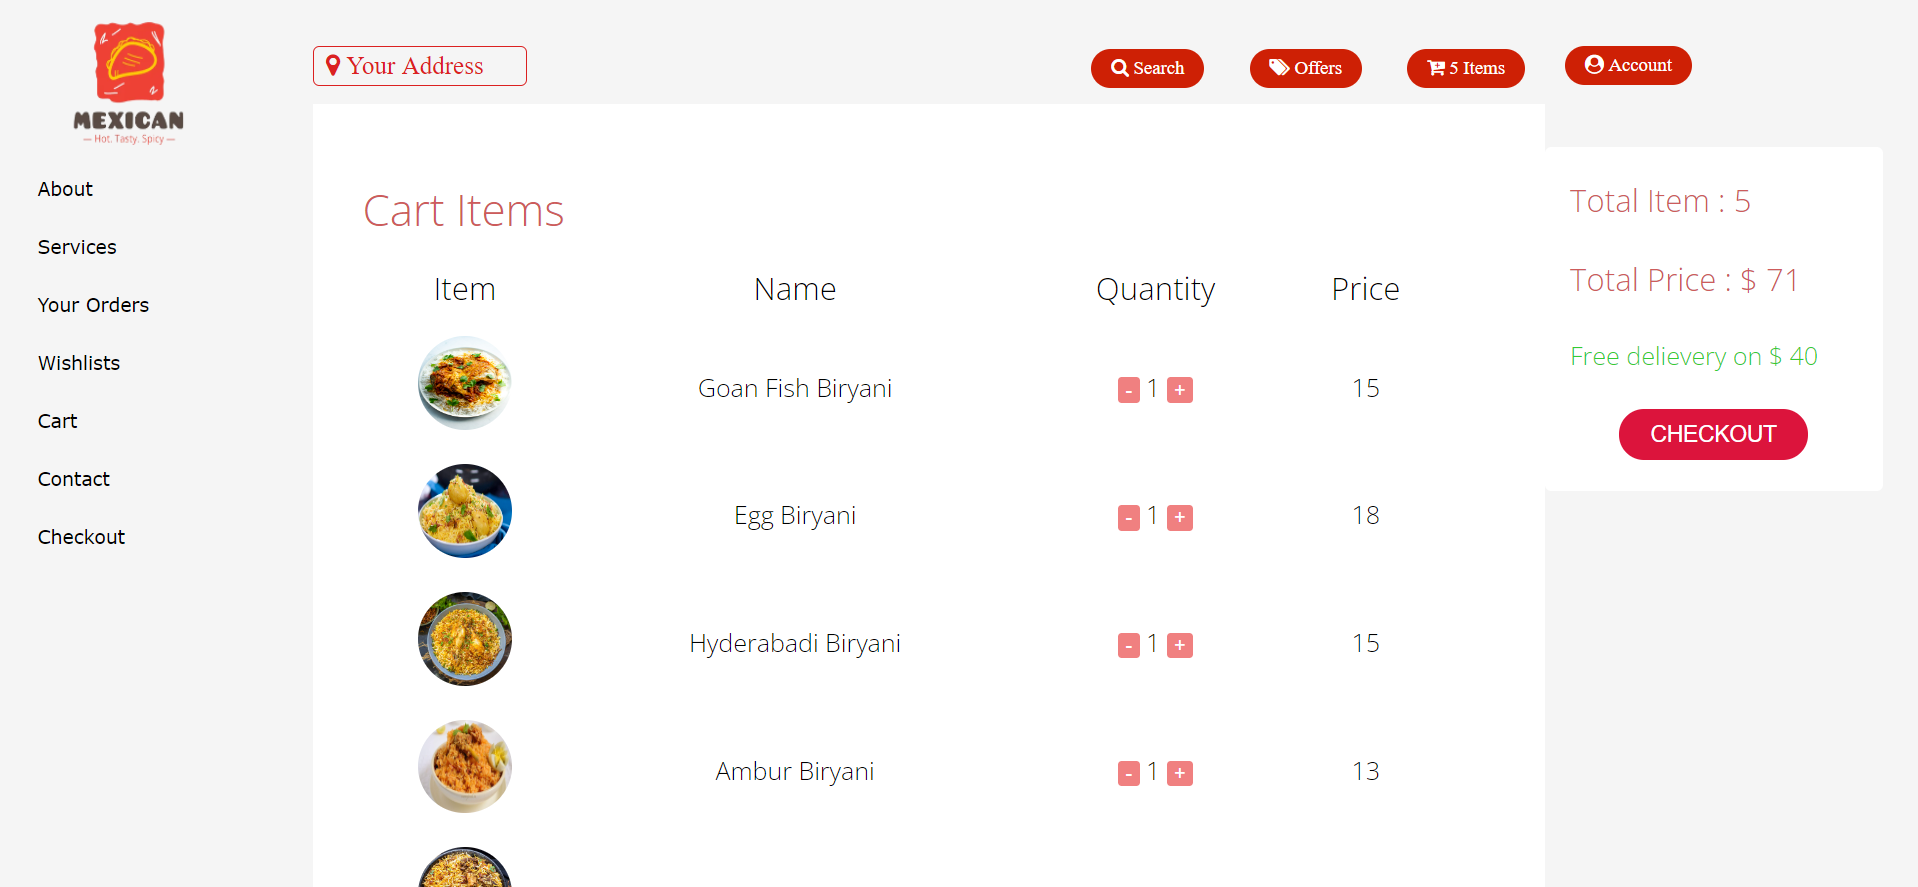 MEXICAN
— Hot. Tasty. Spicy —
Your Address
Search
Offers
5 Items
Account
About
Services
Your Orders
Wishlists
Cart
Contact
Checkout
Cart Items
Item Name Quantity Price
Goan Fish Biryani - 1 + 15
Egg Biryani - 1 + 18
Hyderabadi Biryani - 1 + 15
Ambur Biryani - 1 + 13
Total Item : 5
Total Price : $ 71
Free delievery on $ 40
CHECKOUT